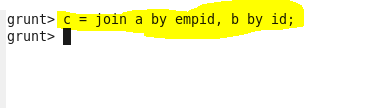 grunt> c = join a by empid, b by id;
grunt>